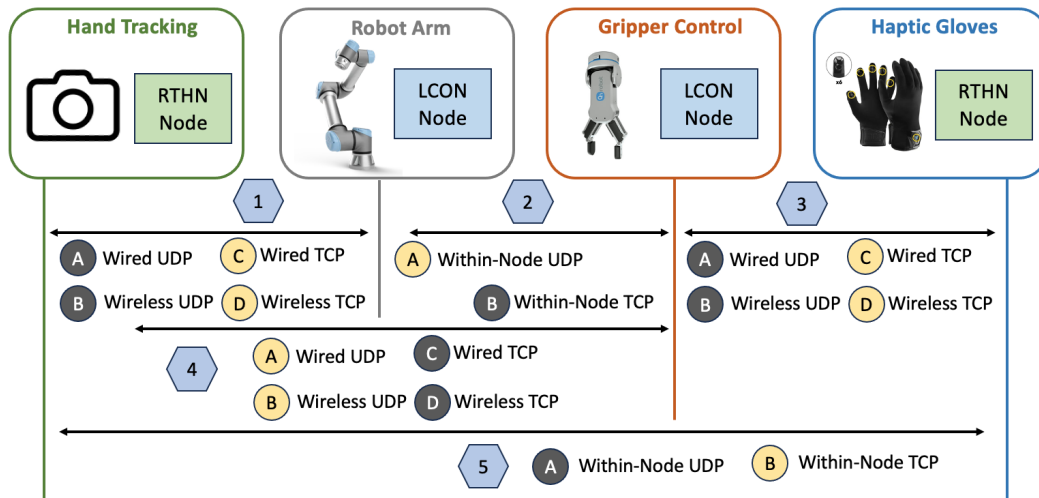 Hand Tracking
RTHN
Node
Robot Arm
LCON
Node
Gripper Control
LCON
Node
Haptic Gloves
x6
RTHN
Node
1
A Wired UDP
C Wired TCP
B Wireless UDP
D Wireless TCP
2
A Within-Node UDP
B Within-Node TCP
3
A Wired UDP
C Wired TCP
B Wireless UDP
D Wireless TCP
4
A Wired UDP
C Wired TCP
B Wireless UDP
D Wireless TCP
5
A Within-Node UDP
B Within-Node TCP